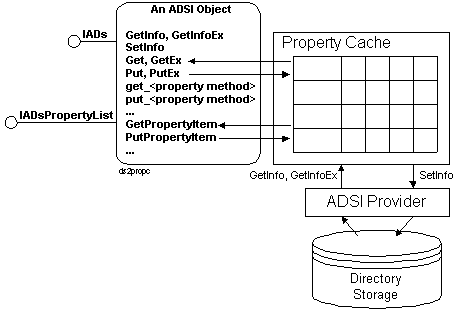 An ADSI Object
IADs
GetInfo, GetInfoEx
SetInfo
Get, GetEx
Put, PutEx
get_<property method>
put_<property method>
...
IADsPropertyList
GetPropertyItem
PutPropertyItem
...
ds2propc
Property Cache
GetInfo, GetInfoEx
SetInfo
ADSI Provider
Directory
Storage